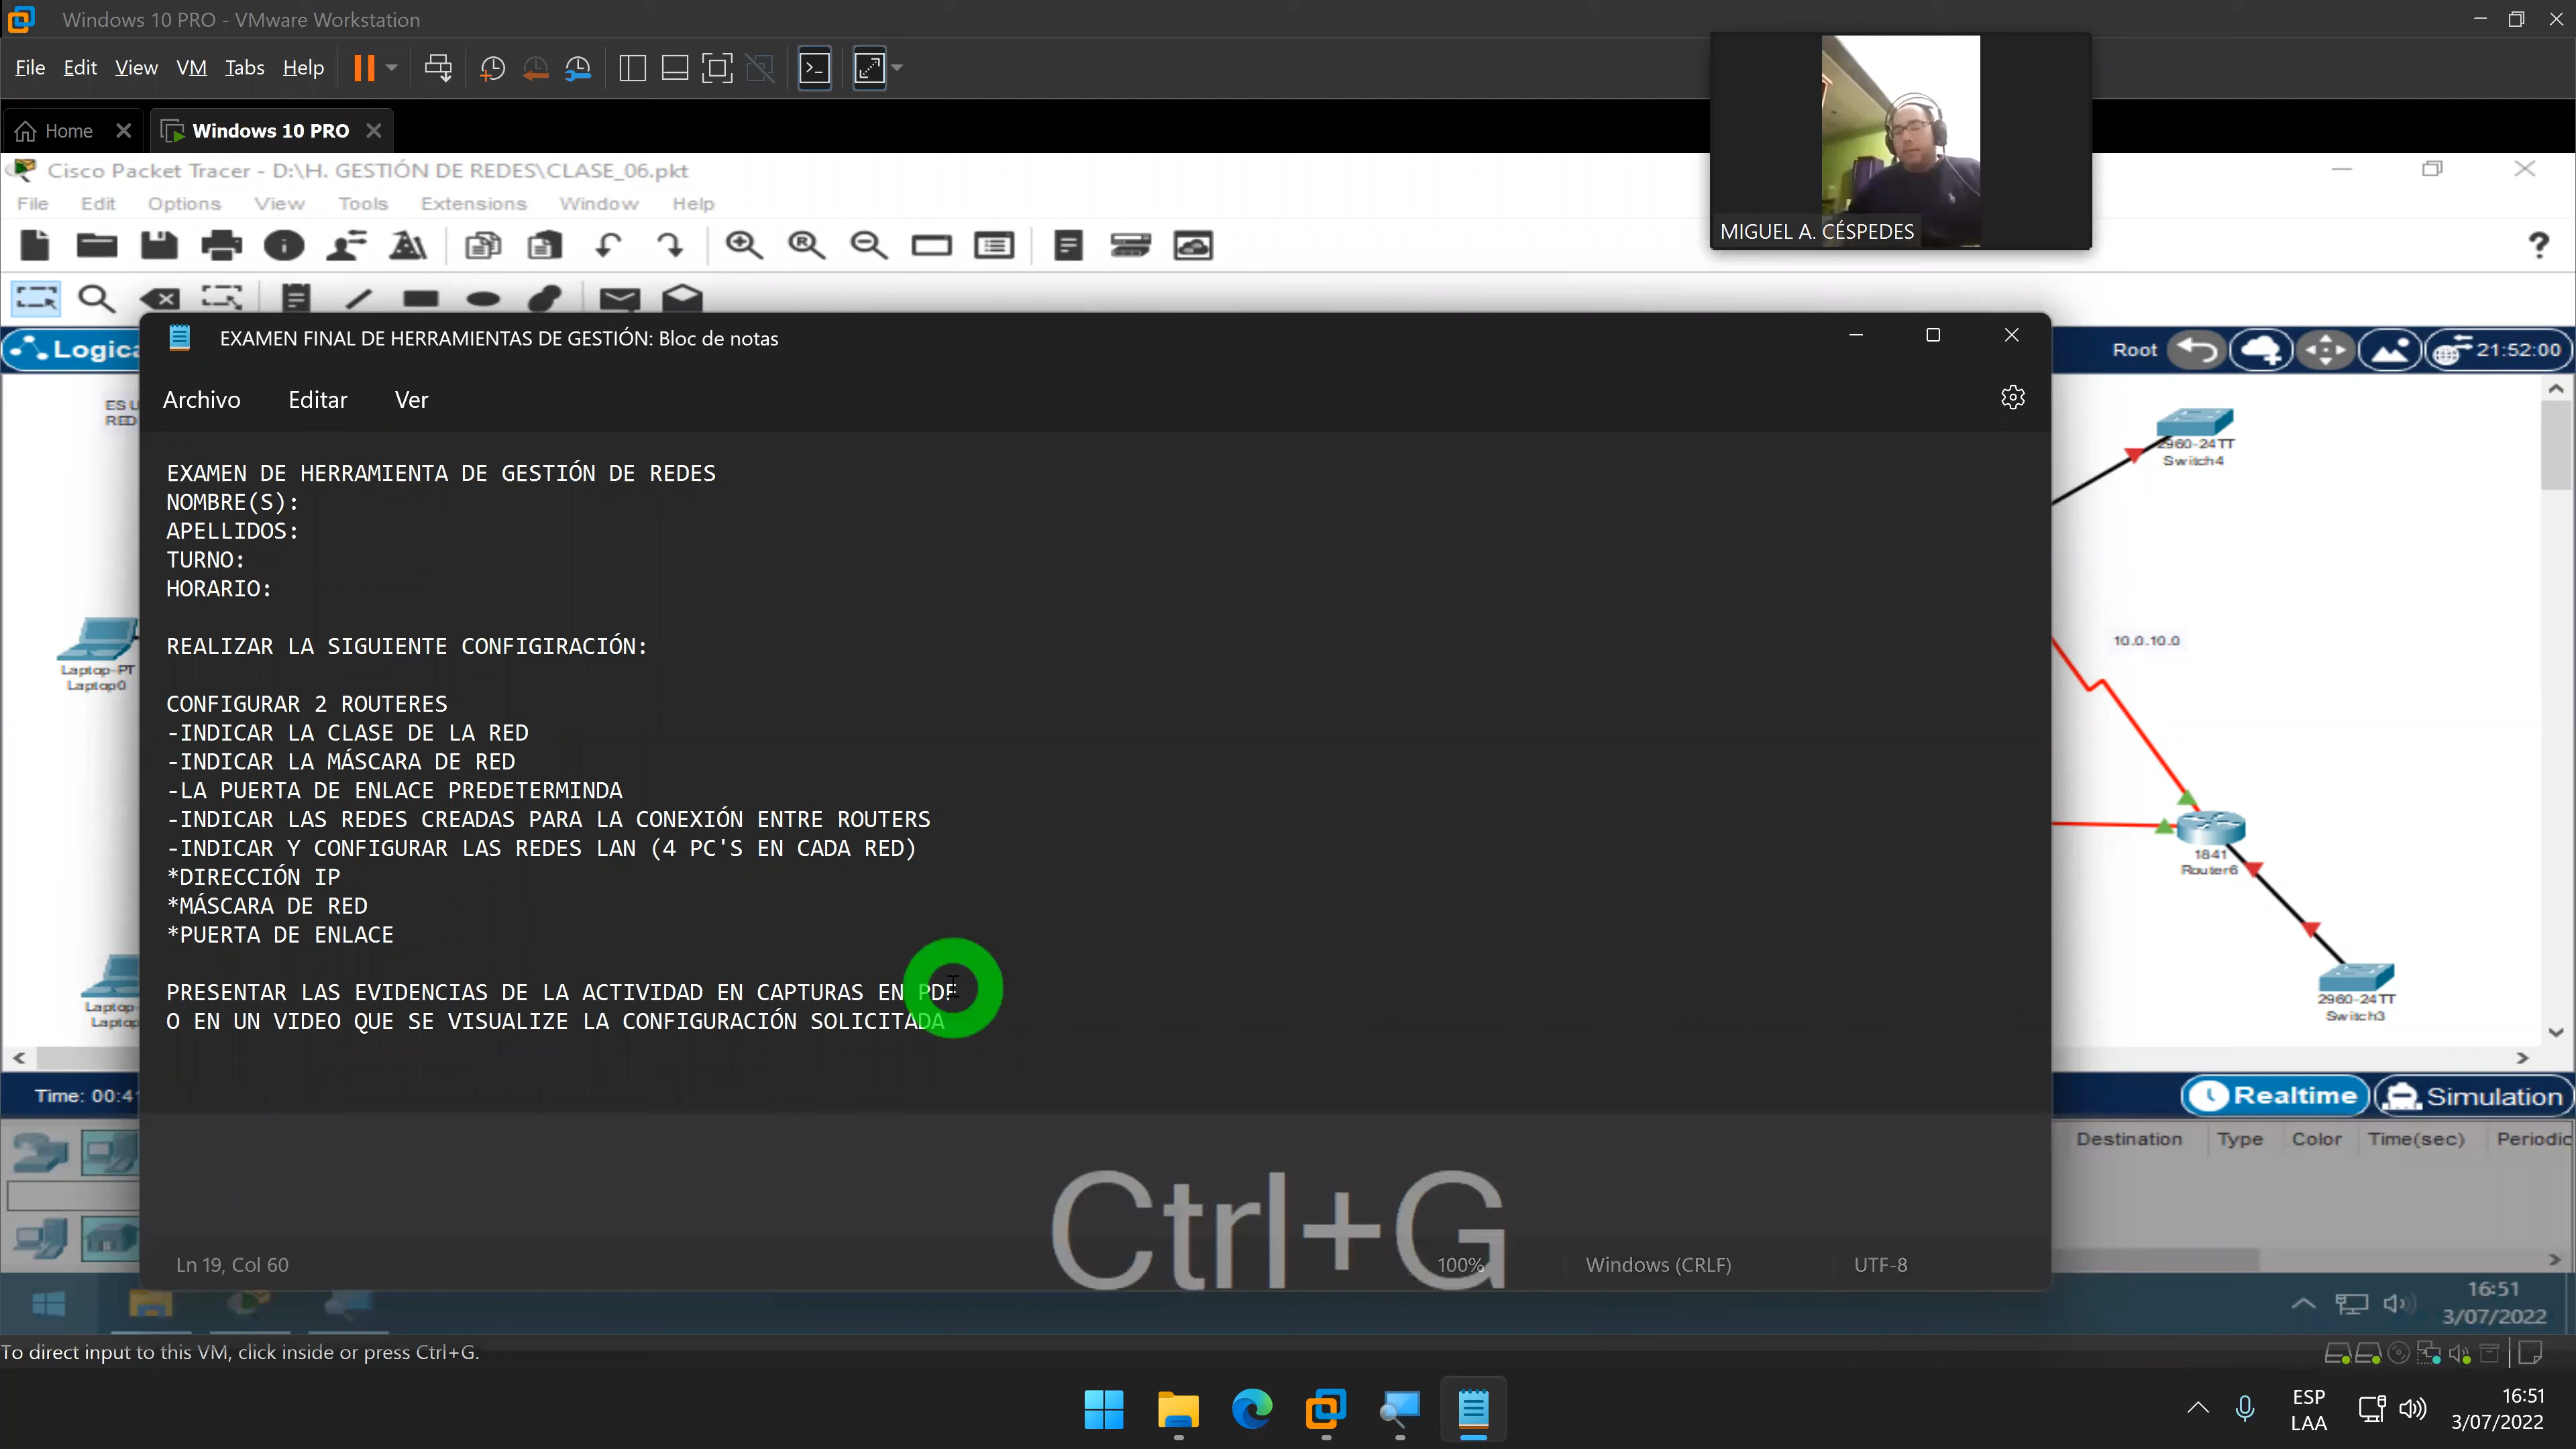 Windows 10 PRO - VMware Workstation
File Edit View VM Tabs Help
Home
Windows 10 PRO
MIGUEL A. CÉSPEDES
Cisco Packet Tracer - D:\H. GESTIÓN DE REDES\CLASE_06.pkt
File Edit Options View Tools Extensions Window Help
Root
21:52:00
EXAMEN FINAL DE HERRAMIENTAS DE GESTIÓN: Bloc de notas
Archivo Editar Ver
EXAMEN DE HERRAMIENTA DE GESTIÓN DE REDES
NOMBRE(S):
APELLIDOS:
TURNO:
HORARIO:
REALIZAR LA SIGUIENTE CONFIGIRACIÓN:
CONFIGURAR 2 ROUTERES
-INDICAR LA CLASE DE LA RED
-INDICAR LA MÁSCARA DE RED
-LA PUERTA DE ENLACE PREDETERMINDA
-INDICAR LAS REDES CREADAS PARA LA CONEXIÓN ENTRE ROUTERS
-INDICAR Y CONFIGURAR LAS REDES LAN (4 PC'S EN CADA RED)
*DIRECCIÓN IP
*MÁSCARA DE RED
*PUERTA DE ENLACE
PRESENTAR LAS EVIDENCIAS DE LA ACTIVIDAD EN CAPTURAS EN PDF
O EN UN VIDEO QUE SE VISUALIZE LA CONFIGURACIÓN SOLICITADA
Ln 19, Col 60
100%
Windows (CRLF)
UTF-8
Ctrl+G
RED
Laptop-PT
Laptop0
2960-24TT
Switch4
10.0.10.0
1841
Router6
2960-24TT
Switch3
Realtime
Simulation
Destination Type Color Time(sec)
16:51
3/07/2022
To direct input to this VM, click inside or press Ctrl+G.
ESP
LAA
16:51
3/07/2022